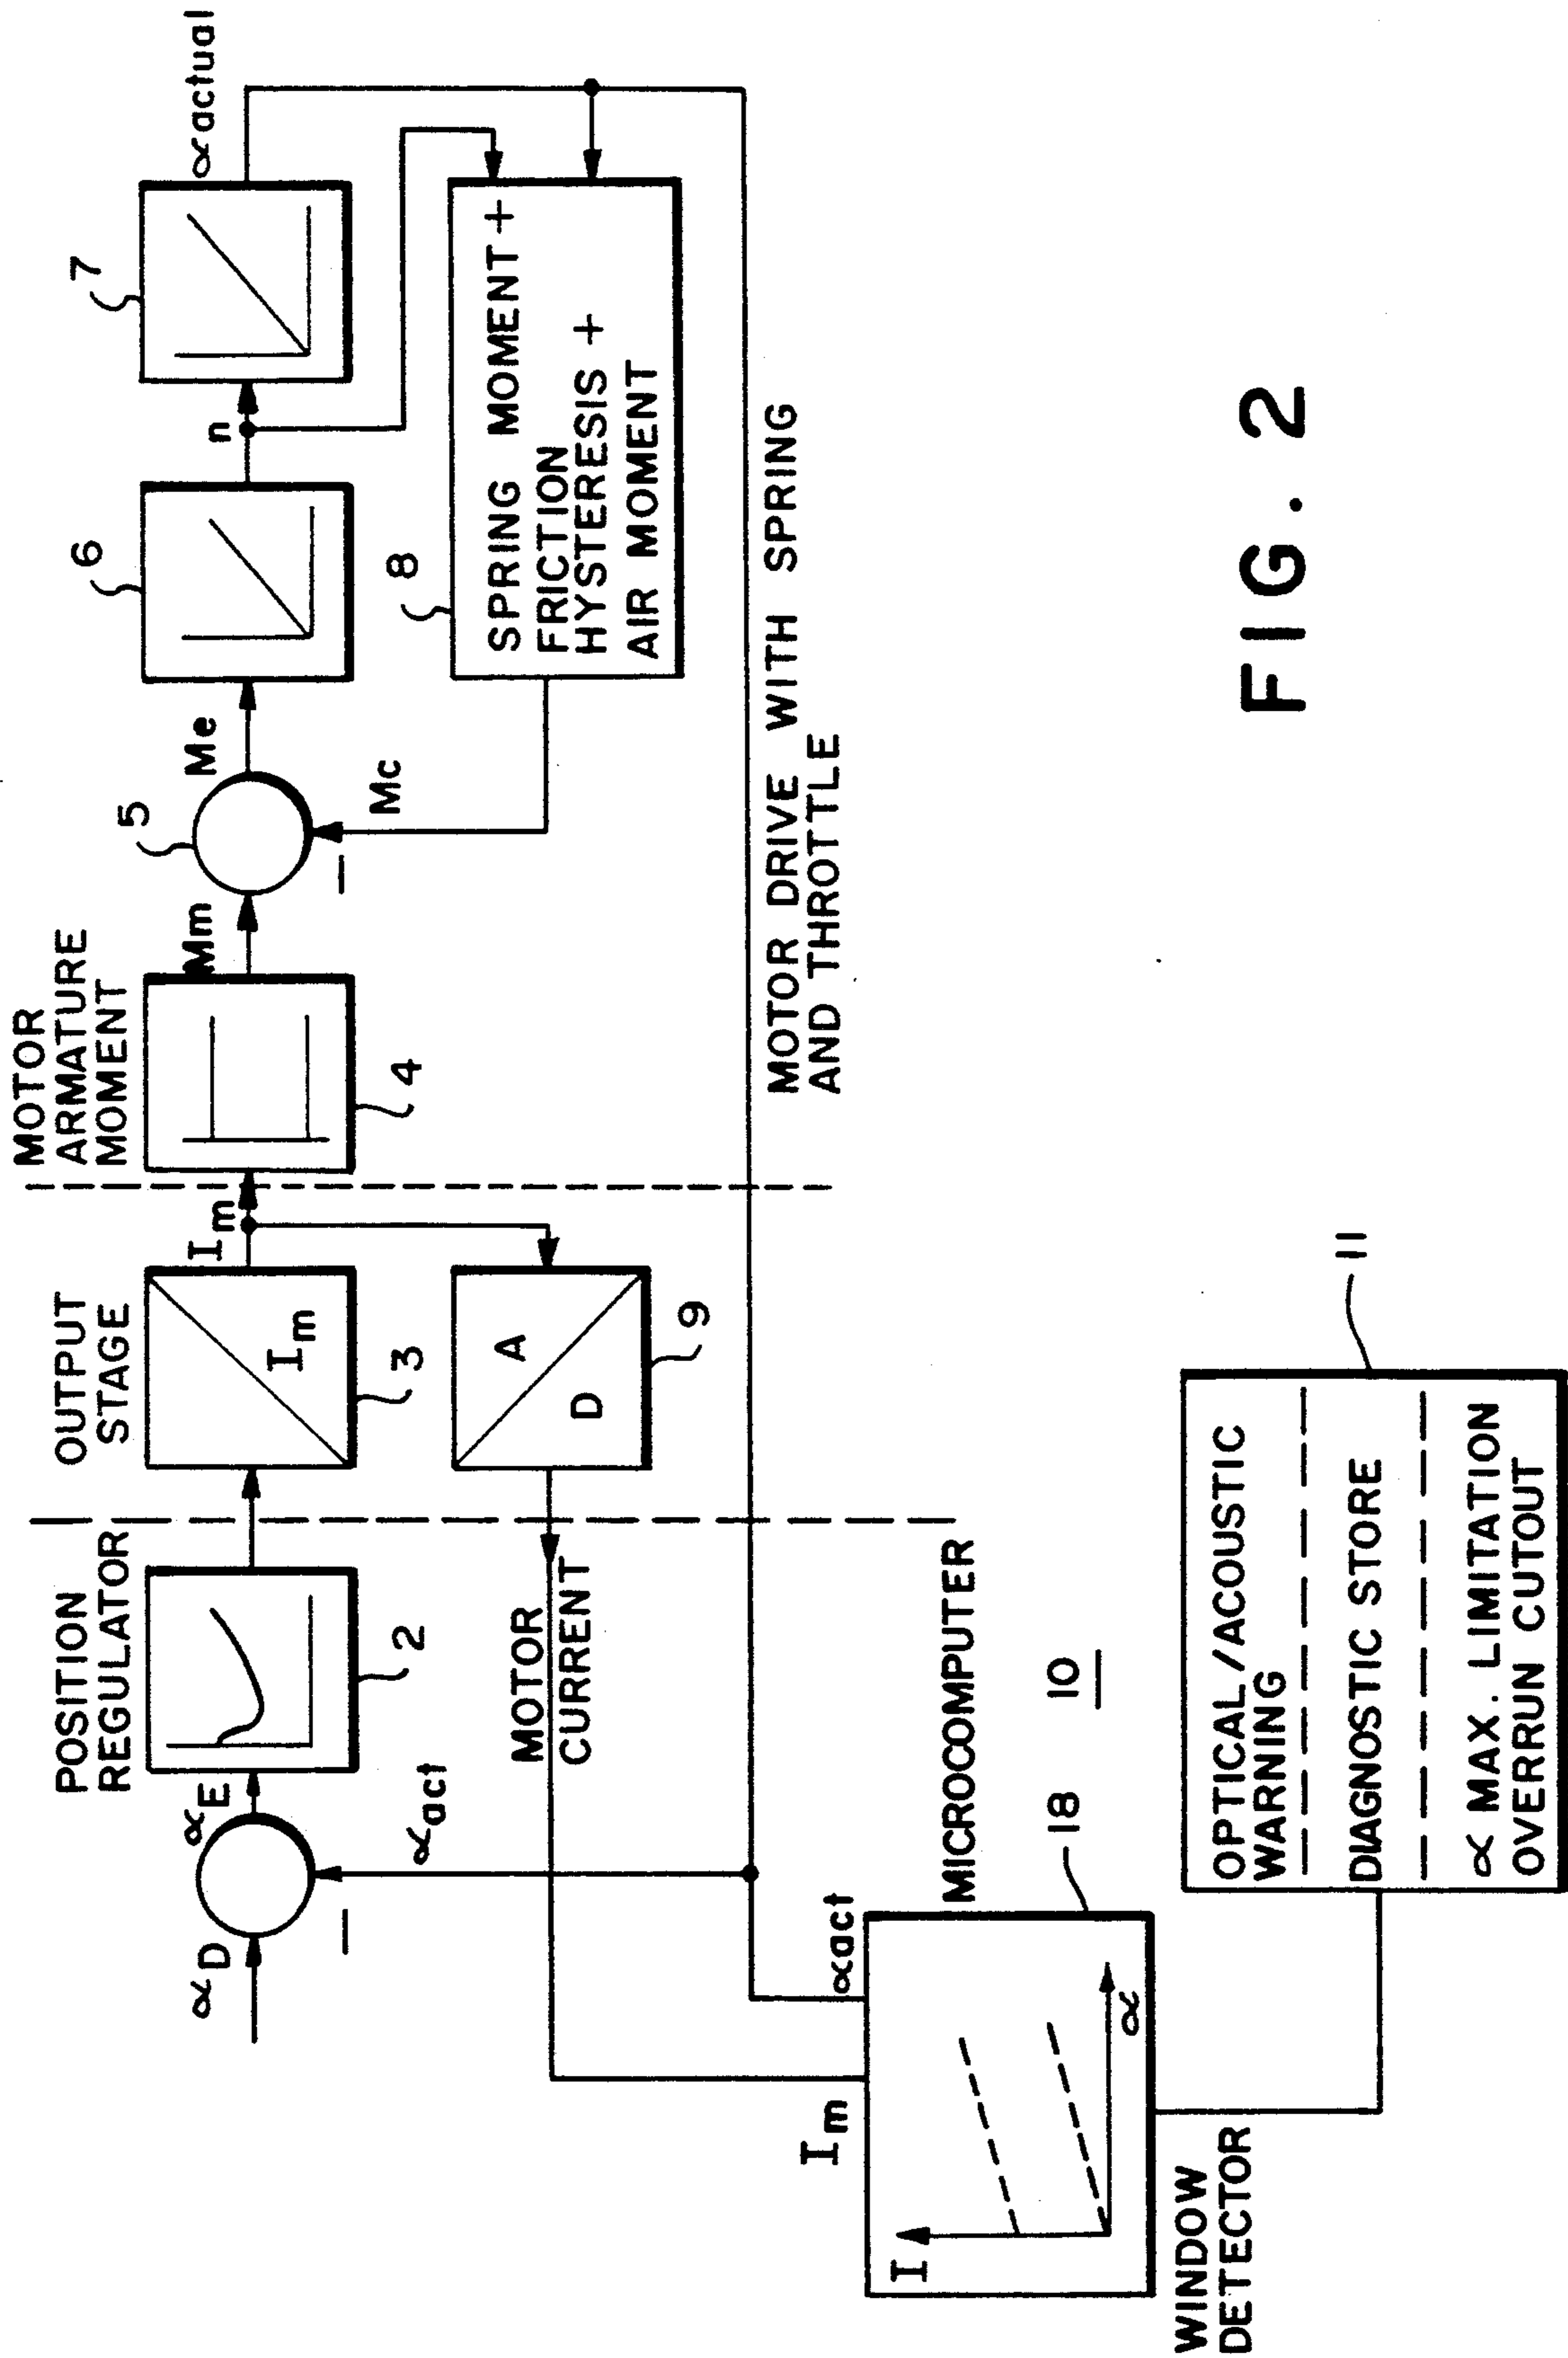 POSITION
REGULATOR
OUTPUT
STAGE
MOTOR
ARMATURE
MOMENT
αD
αE
2
3
Im
Im
4
Mm
5
Me
6
n
7
αactual
—
αact
MOTOR
CURRENT
A
D
9
—
Mc
8
SPRING MOMENT +
FRICTION
HYSTERESIS +
AIR MOMENT
MOTOR DRIVE WITH SPRING
AND THROTTLE
Im
αact
MICROCOMPUTER
18
10
I
α
WINDOW
DETECTOR
11
OPTICAL/ACOUSTIC
WARNING
DIAGNOSTIC STORE
α MAX. LIMITATION
OVERRUN CUTOUT
FIG. 2